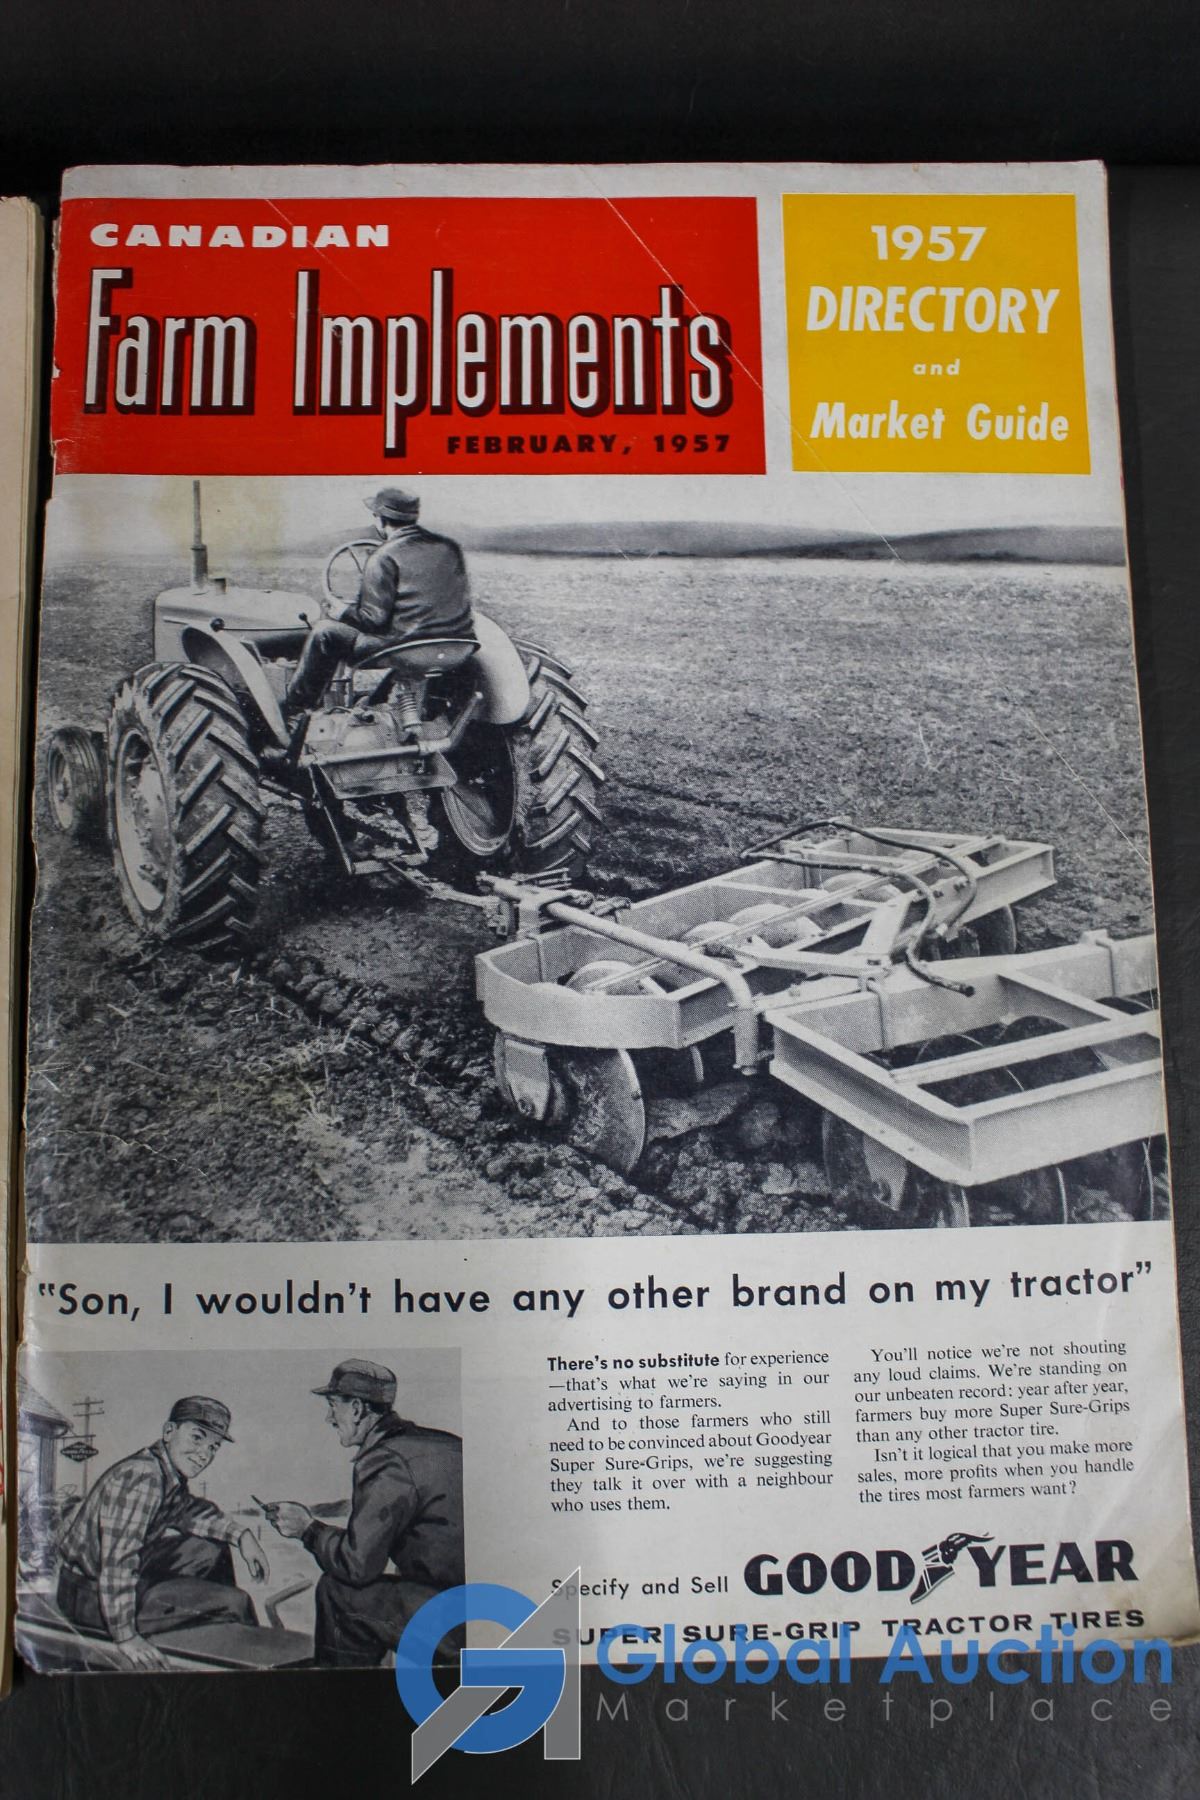 CANADIAN
Farm Implements
FEBRUARY, 1957
1957
DIRECTORY
and
Market Guide
"Son, I wouldn't have any other brand on my tractor"
There's no substitute for experience
—that's what we're saying in our
advertising to farmers.
And to those farmers who still
need to be convinced about Goodyear
Super Sure-Grips, we're suggesting
they talk it over with a neighbour
who uses them.
You'll notice we're not shouting
any loud claims. We're standing on
our unbeaten record: year after year,
farmers buy more Super Sure-Grips
than any other tractor tire.
Isn't it logical that you make more
sales, more profits when you handle
the tires most farmers want?
Specify and Sell GOODYEAR
SUPER SURE-GRIP TRACTOR TIRES
Global Auction
Marketplace